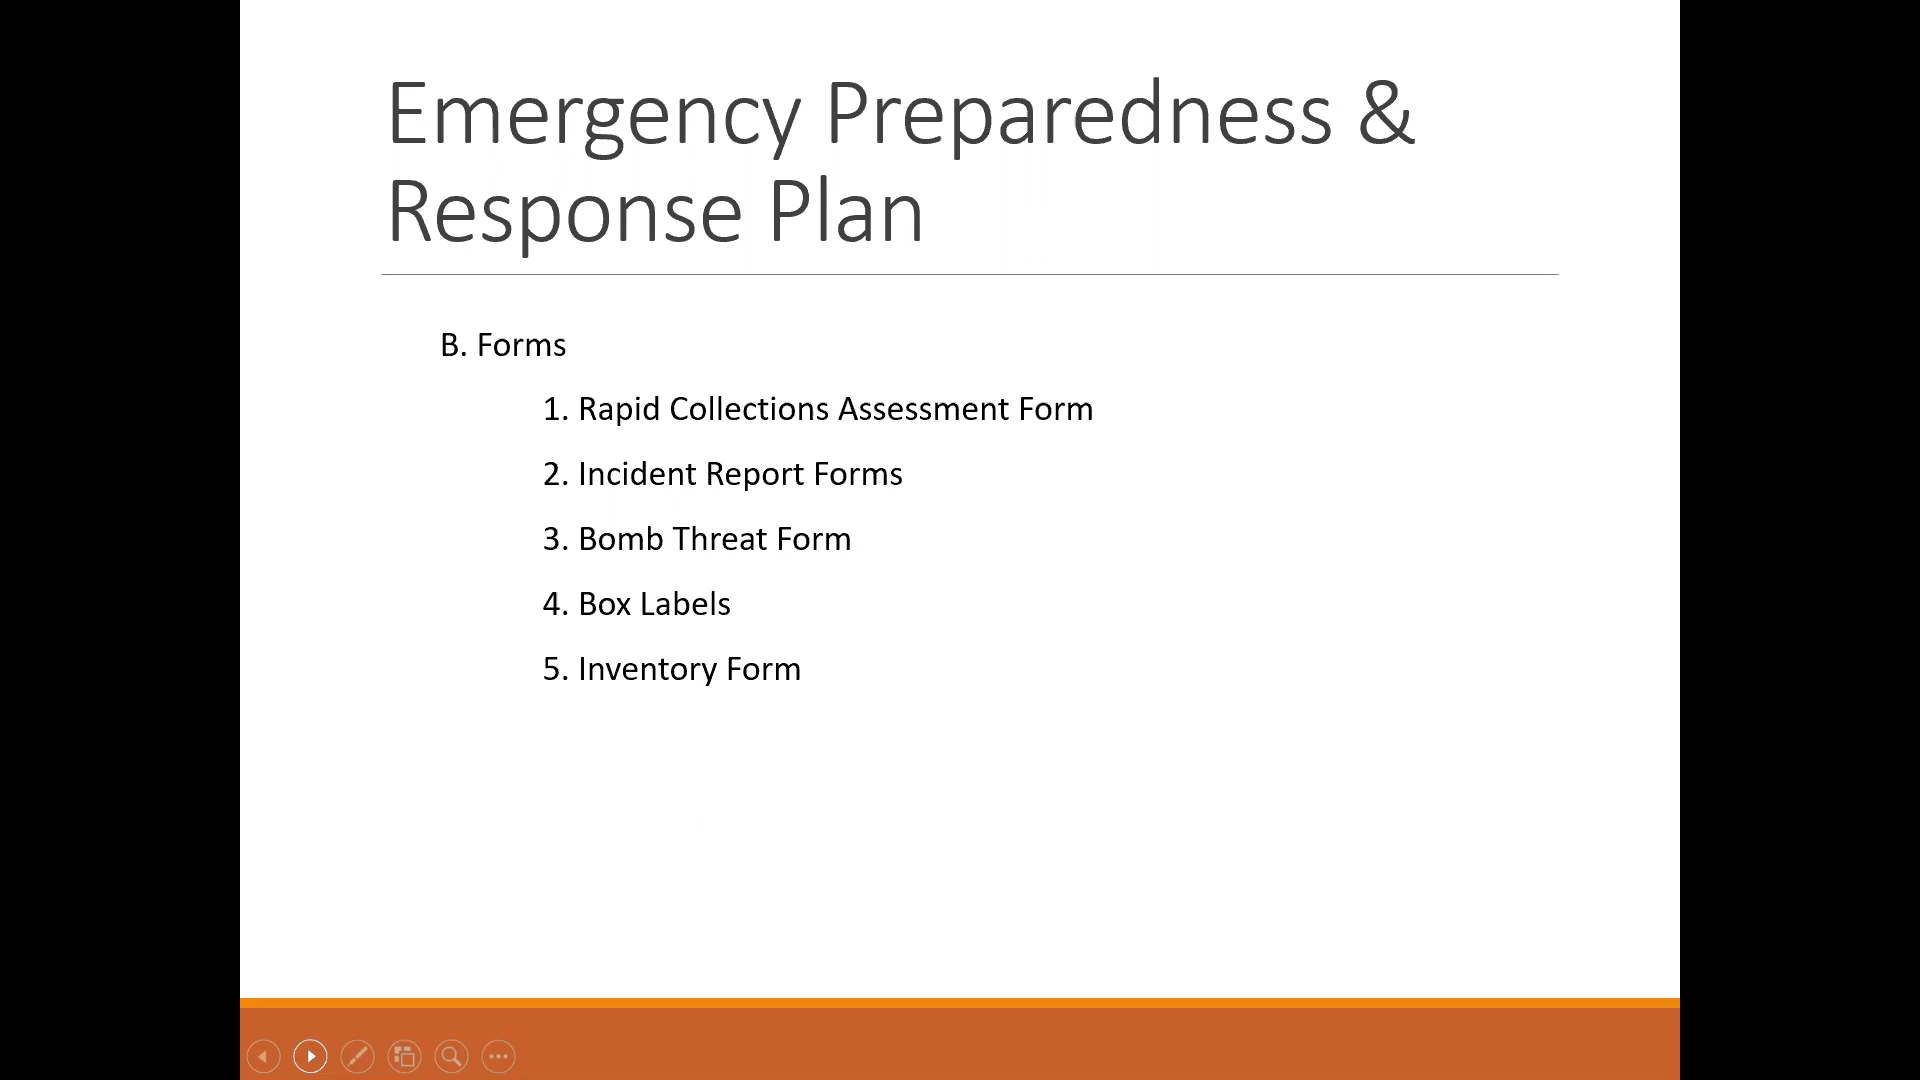 Emergency Preparedness &
Response Plan
B. Forms
1. Rapid Collections Assessment Form
2. Incident Report Forms
3. Bomb Threat Form
4. Box Labels
5. Inventory Form